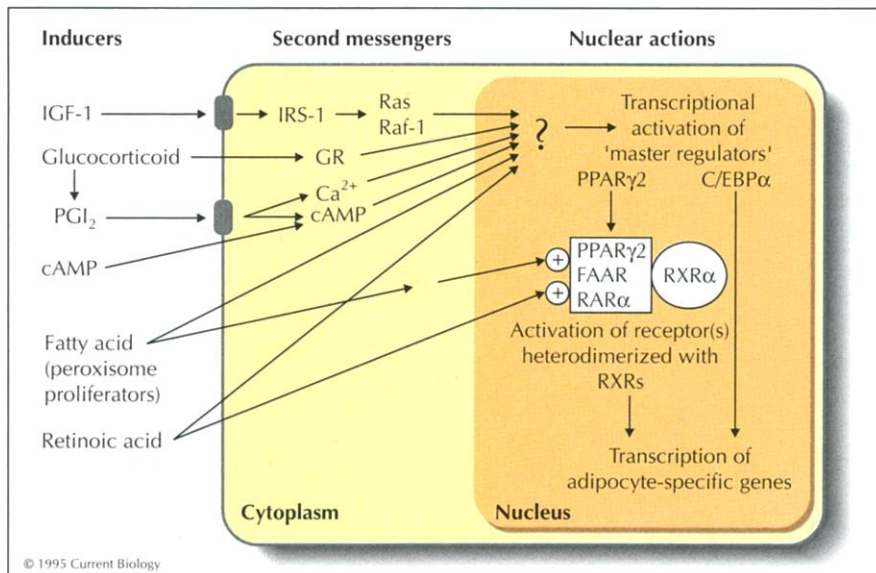 Inducers
Second messengers
Nuclear actions
IGF-1
IRS-1
Ras
Raf-1
?
Transcriptional
activation of
'master regulators'
PPARγ2
C/EBPα
Glucocorticoid
GR
PGI₂
Ca²⁺
cAMP
cAMP
+
+
PPARγ2
FAAR
RARα
RXRα
Activation of receptor(s)
heterodimerized with
RXRs
Fatty acid
(peroxisome
proliferators)
Retinoic acid
Transcription of
adipocyte-specific genes
Cytoplasm
Nucleus
© 1995 Current Biology